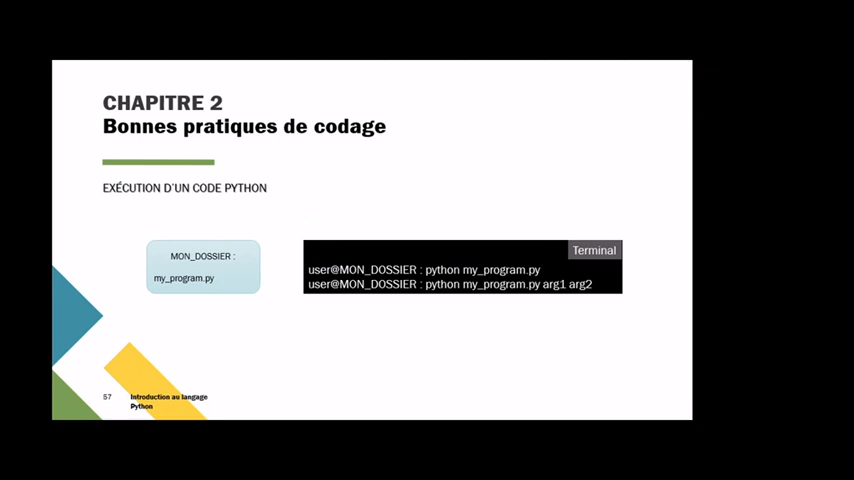 CHAPITRE 2
Bonnes pratiques de codage
EXÉCUTION D'UN CODE PYTHON
MON_DOSSIER :
my_program.py
Terminal
user@MON_DOSSIER : python my_program.py
user@MON_DOSSIER : python my_program.py arg1 arg2
57
Introduction au langage
Python